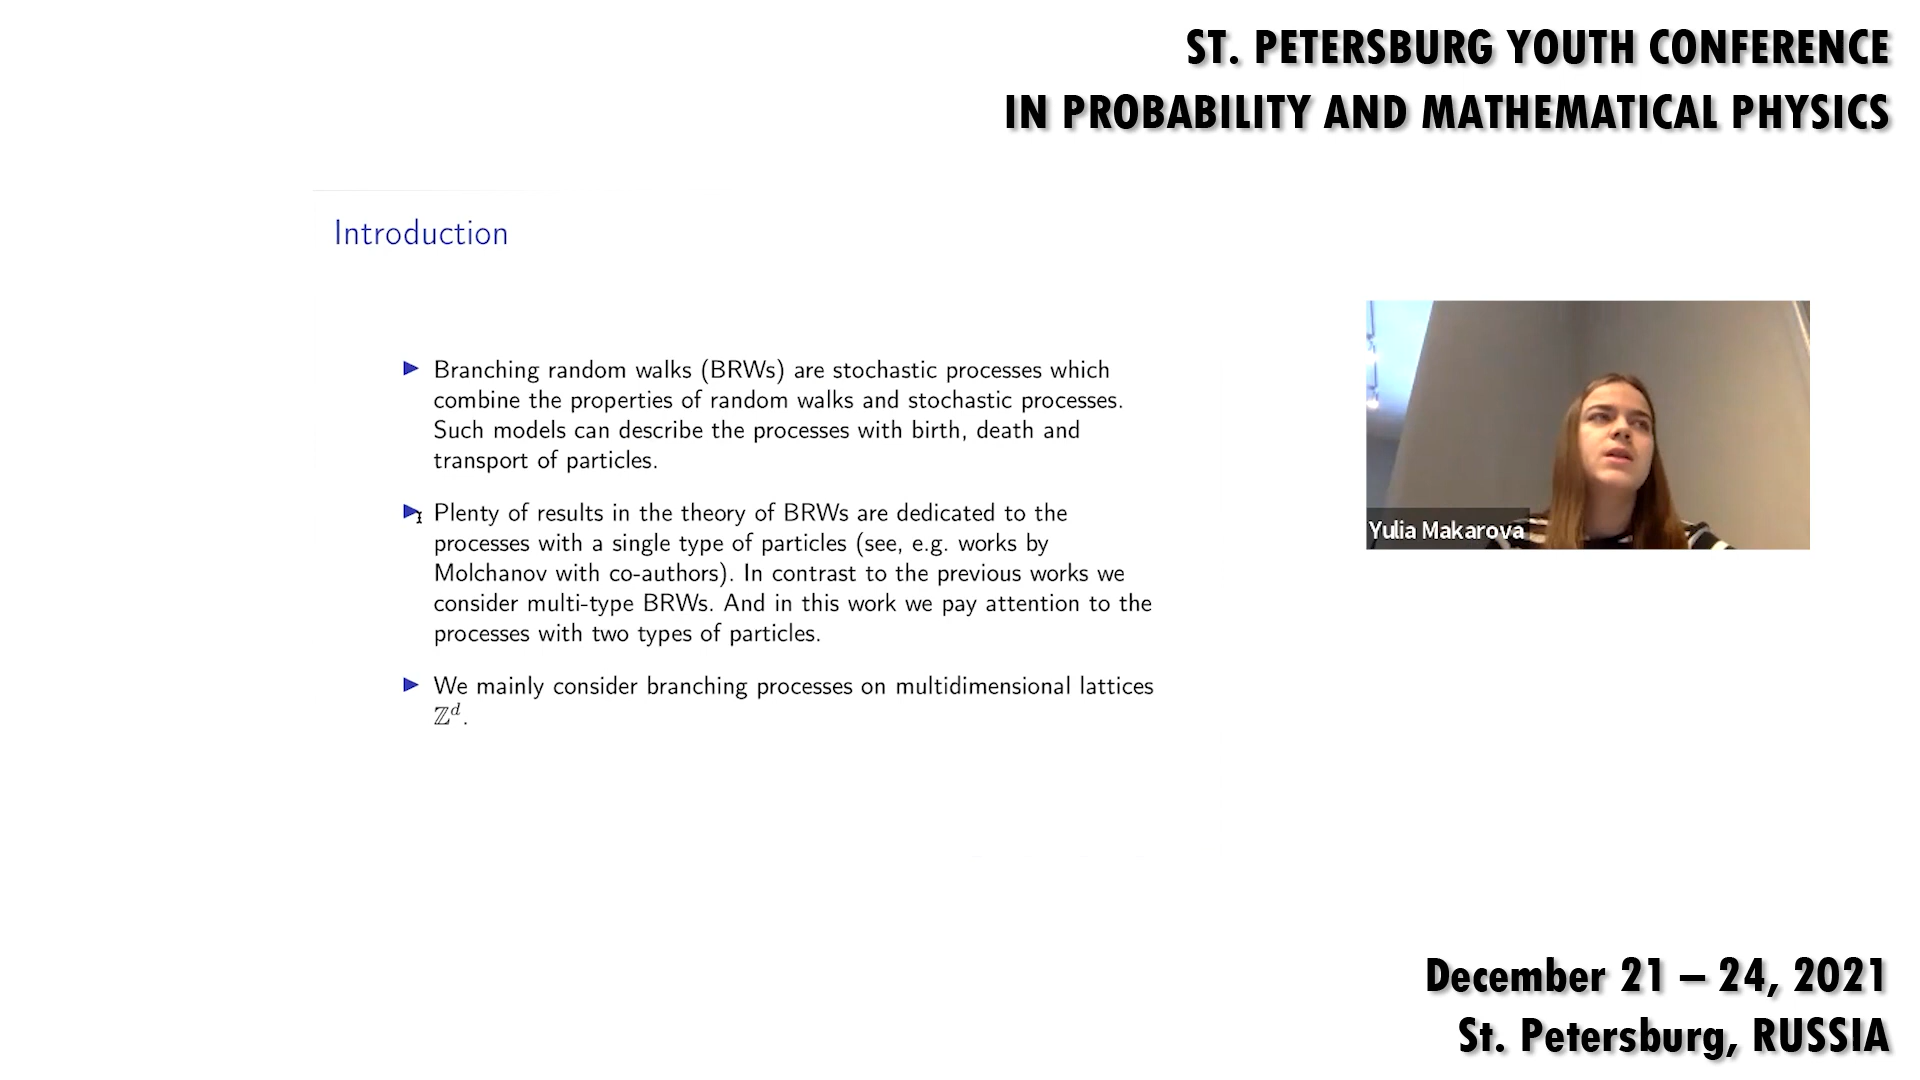 ST. PETERSBURG YOUTH CONFERENCE
IN PROBABILITY AND MATHEMATICAL PHYSICS
Introduction
Branching random walks (BRWs) are stochastic processes which
combine the properties of random walks and stochastic processes.
Such models can describe the processes with birth, death and
transport of particles.
Plenty of results in the theory of BRWs are dedicated to the
processes with a single type of particles (see, e.g. works by
Molchanov with co-authors). In contrast to the previous works we
consider multi-type BRWs. And in this work we pay attention to the
processes with two types of particles.
We mainly consider branching processes on multidimensional lattices
ℤᵈ.
Yulia Makarova
December 21 – 24, 2021
St. Petersburg, RUSSIA